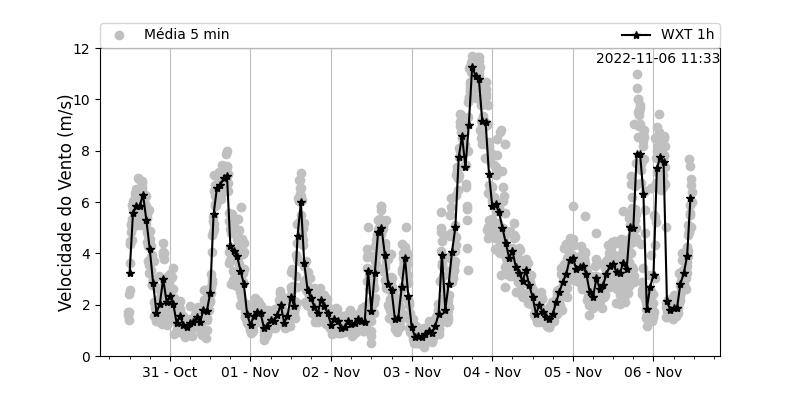 Média 5 min
WXT 1h
2022-11-06 11:33
Velocidade do Vento (m/s)
12
10
8
6
4
2
0
31 - Oct
01 - Nov
02 - Nov
03 - Nov
04 - Nov
05 - Nov
06 - Nov